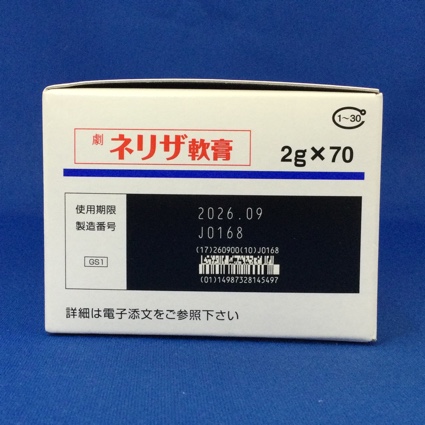 1~30°
劇 ネリザ軟膏 2g×70
使用期限 2026.09
製造番号 J0168
(17)260900(10)J0168
GS1
(01)14987328145497
詳細は電子添文をご参照下さい